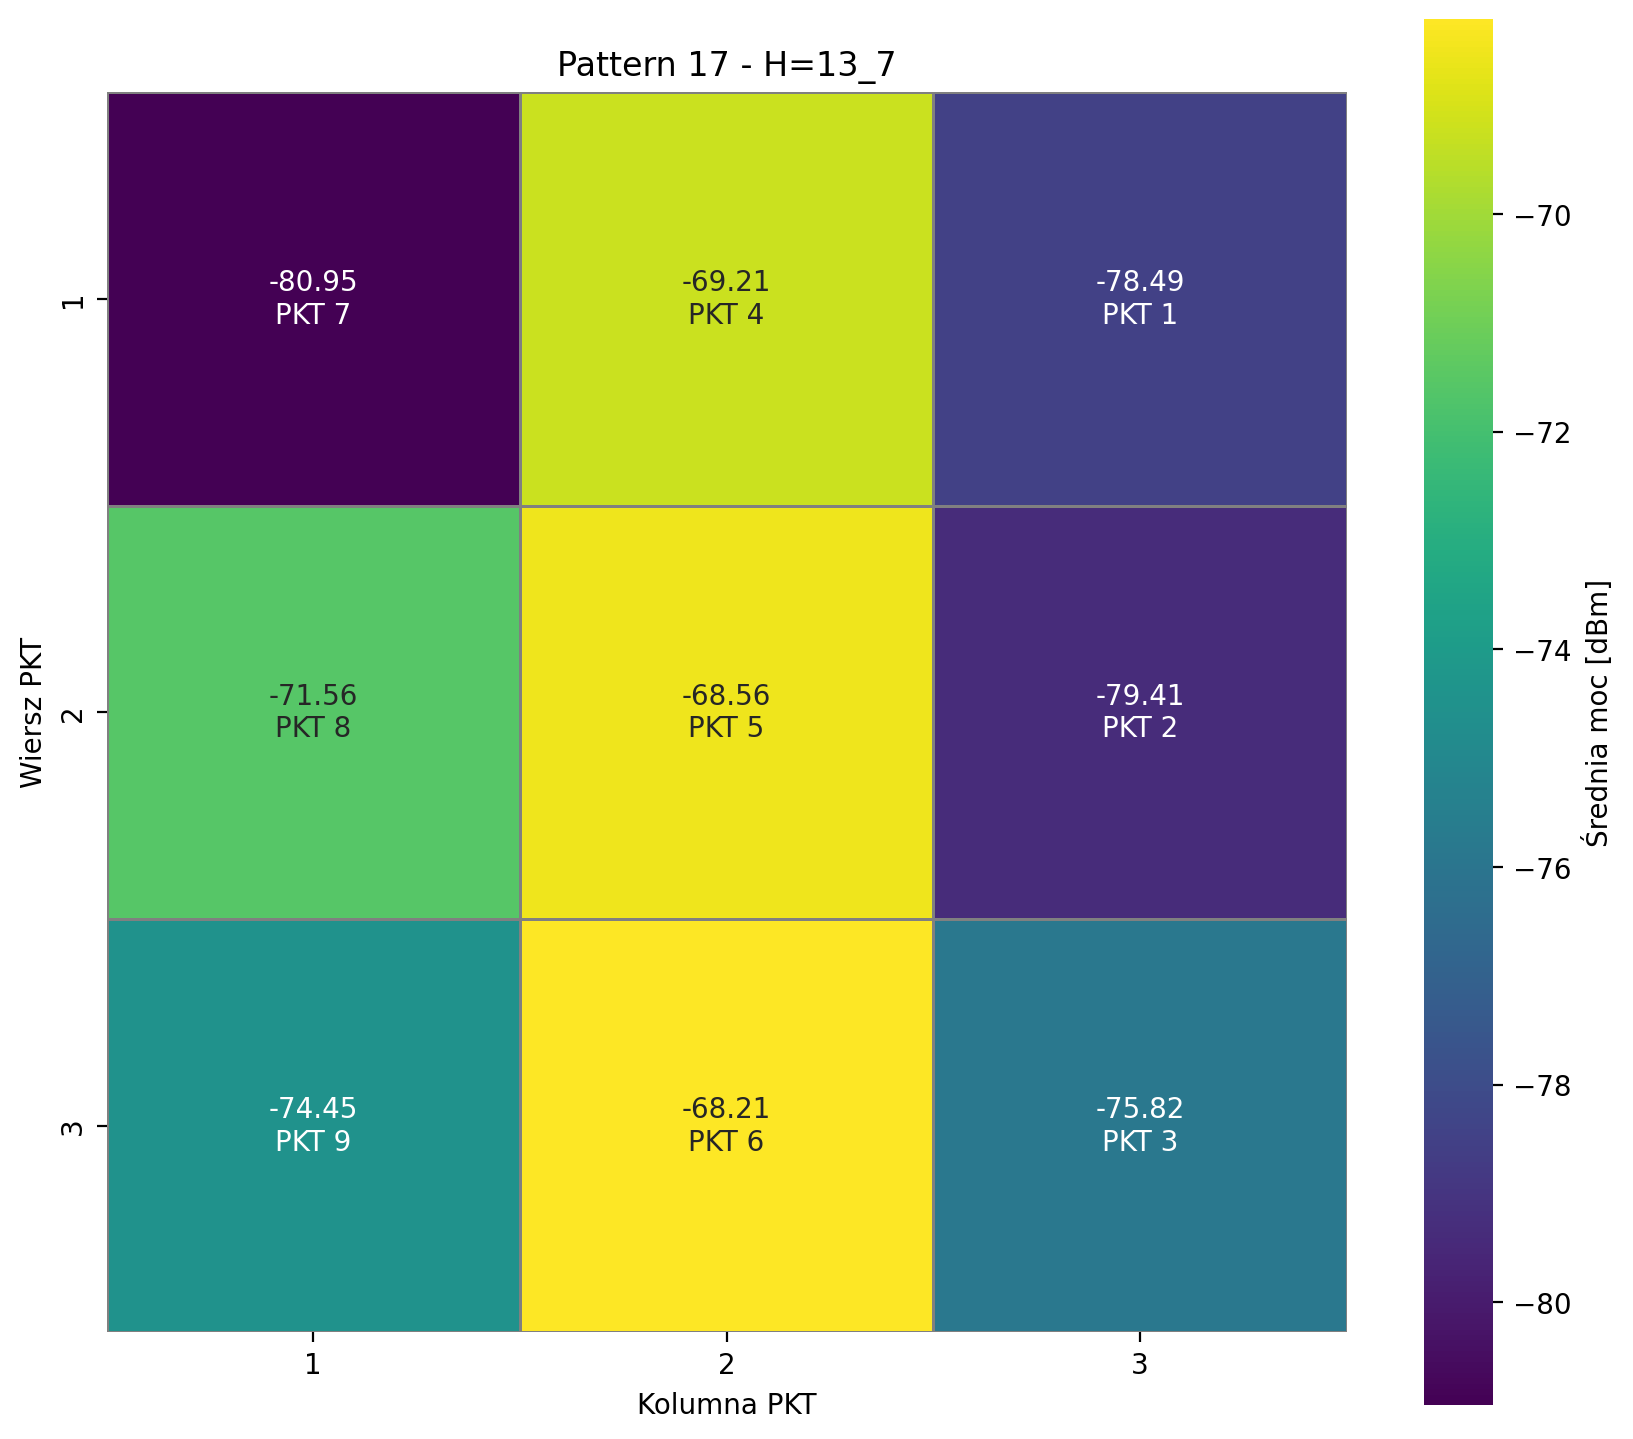 Pattern 17 - H=13_7
-80.95
PKT 7
-69.21
PKT 4
-78.49
PKT 1
-71.56
PKT 8
-68.56
PKT 5
-79.41
PKT 2
-74.45
PKT 9
-68.21
PKT 6
-75.82
PKT 3
1
2
3
Wiersz PKT
1
2
3
Kolumna PKT
−70
−72
−74
−76
−78
−80
Średnia moc [dBm]